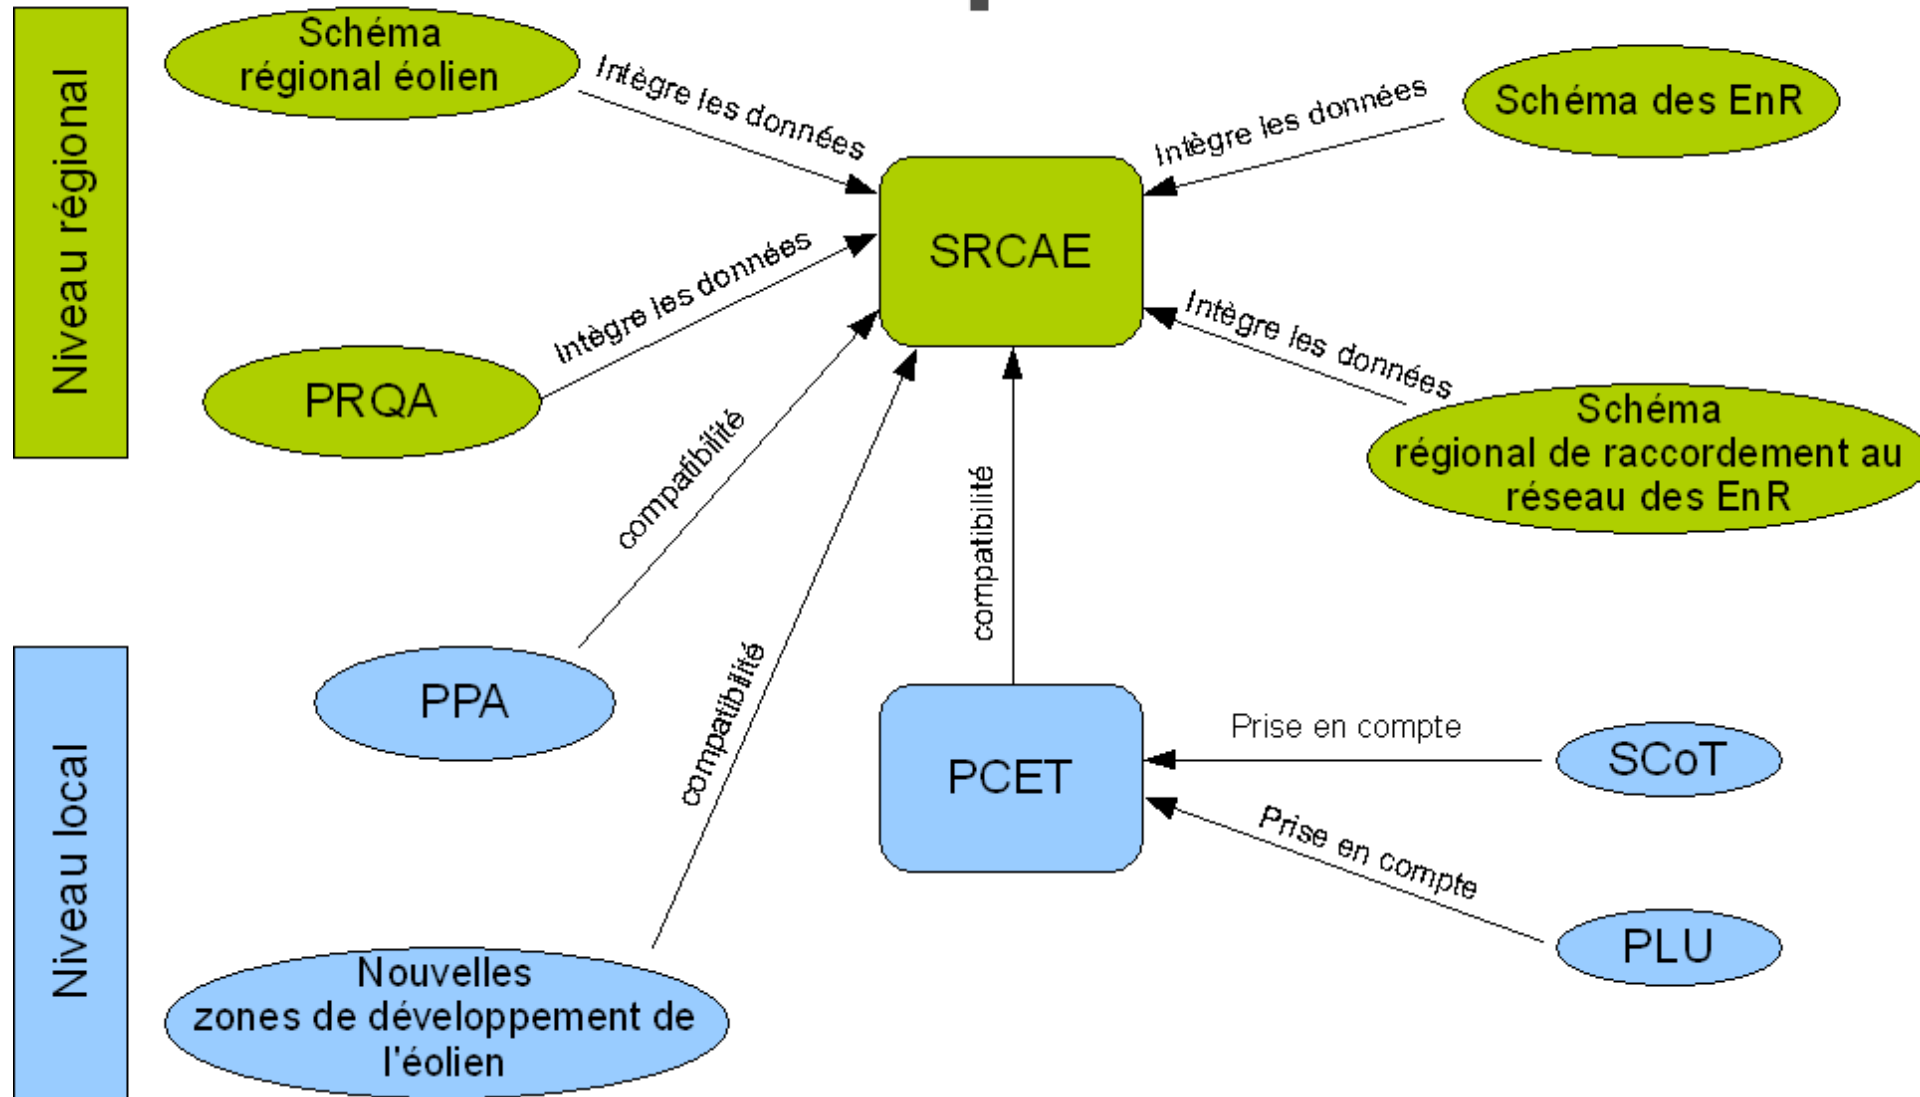 Niveau régional
Schéma
régional éolien
Intègre les données
Intègre les données
Schéma des EnR
SRCAE
Intègre les données
PRQA
Intègre les données
Schéma
régional de raccordement au
réseau des EnR
compatibilité
compatibilité
compatibilité
Niveau local
PPA
PCET
Prise en compte
SCoT
Prise en compte
PLU
Nouvelles
zones de développement de
l'éolien